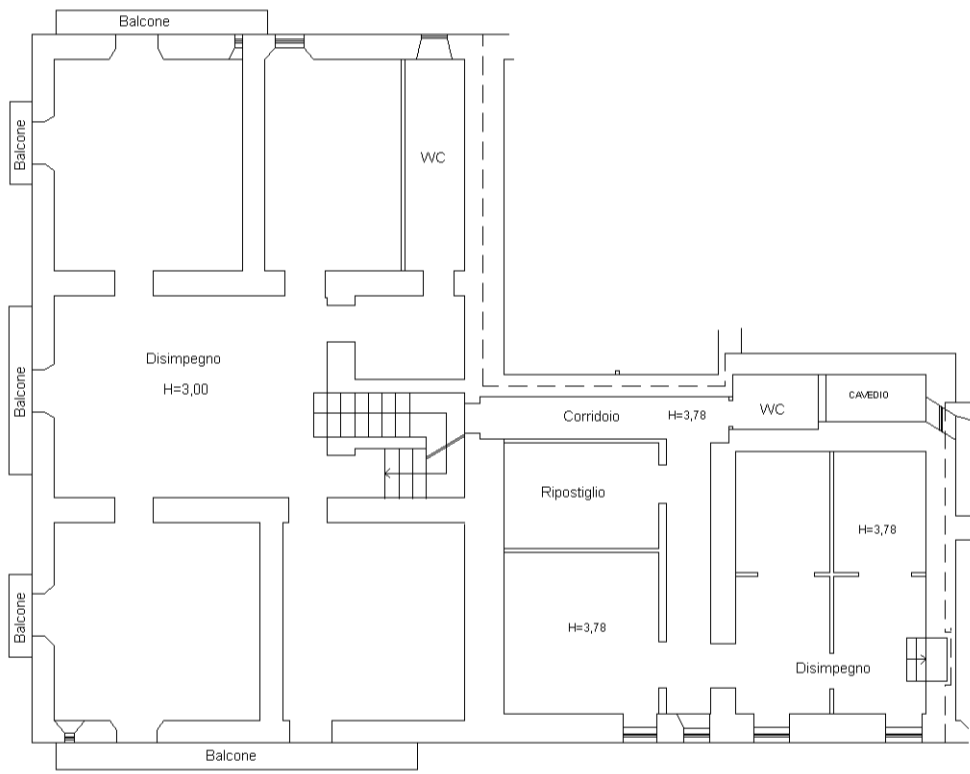 Balcone
Balcone
WC
Balcone
Disimpegno
H=3,00
Corridoio
H=3,78
WC
CAVEDIO
Ripostiglio
H=3,78
Balcone
H=3,78
Disimpegno
Balcone